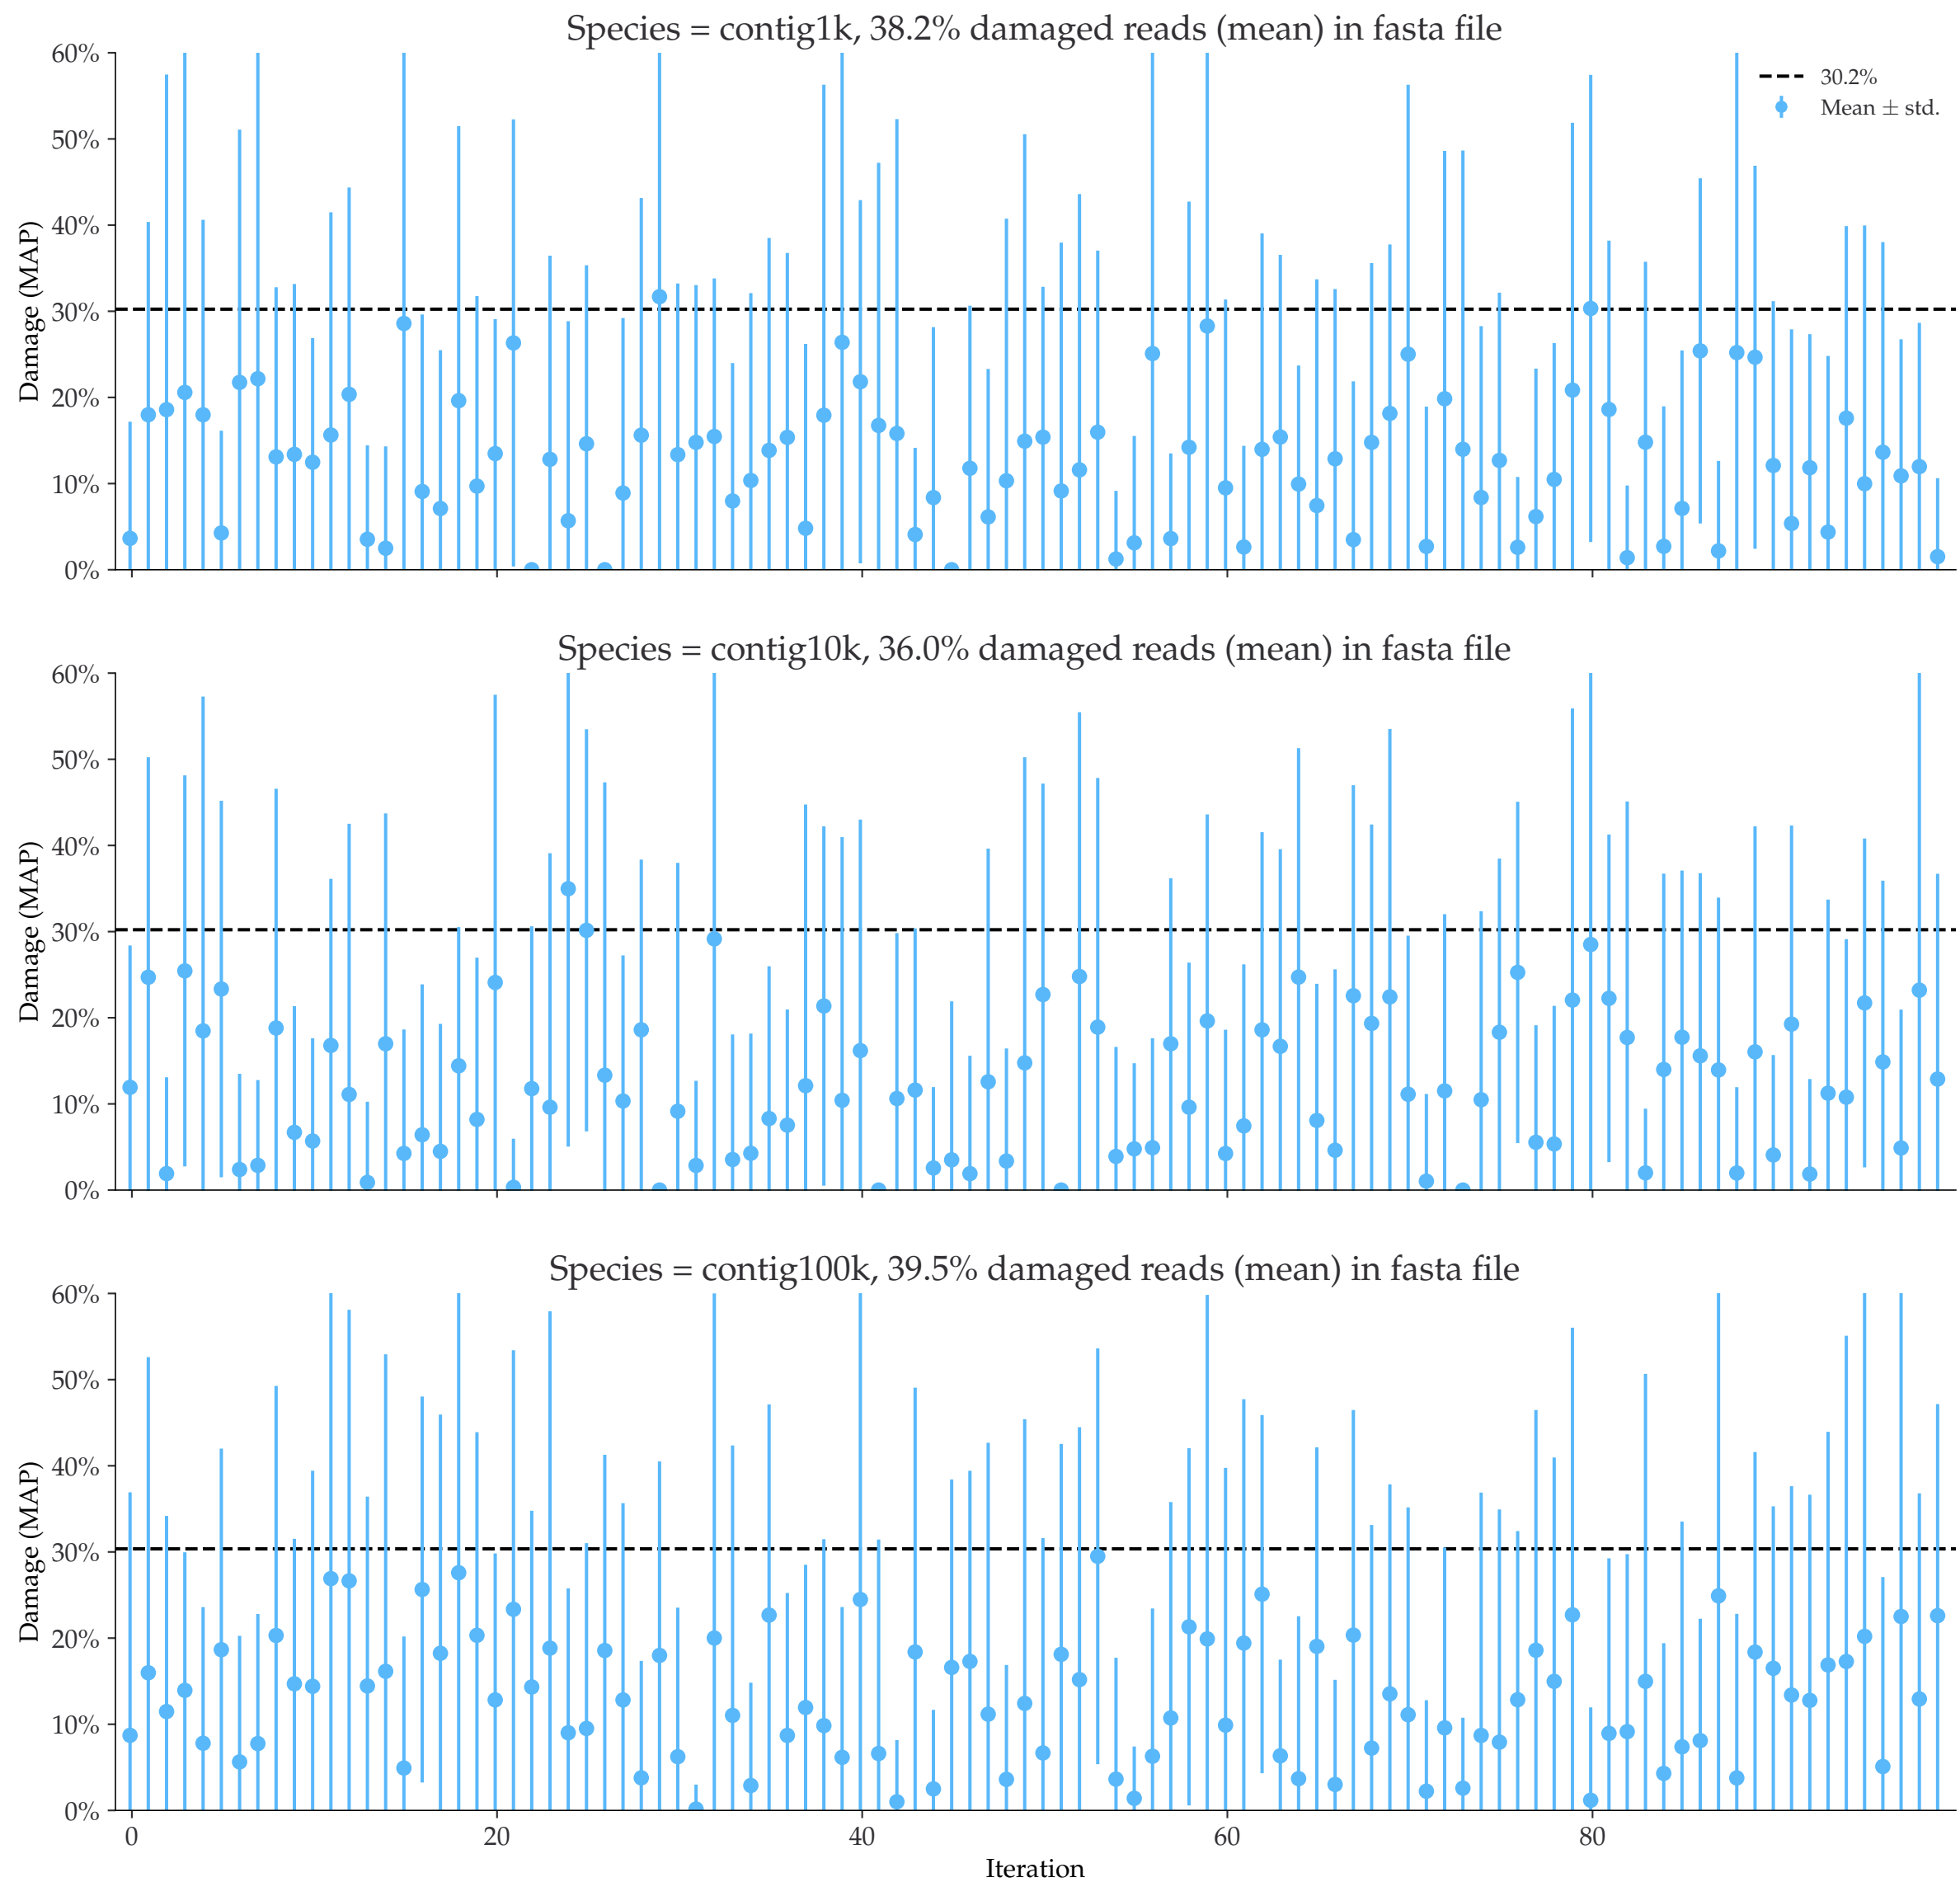 Species = contig1k, 38.2% damaged reads (mean) in fasta file
60%
50%
40%
30%
20%
10%
0%
Damage (MAP)
30.2%
Mean ± std.
Species = contig10k, 36.0% damaged reads (mean) in fasta file
60%
50%
40%
30%
20%
10%
0%
Damage (MAP)
Species = contig100k, 39.5% damaged reads (mean) in fasta file
60%
50%
40%
30%
20%
10%
0%
Damage (MAP)
0 20 40 60 80
Iteration